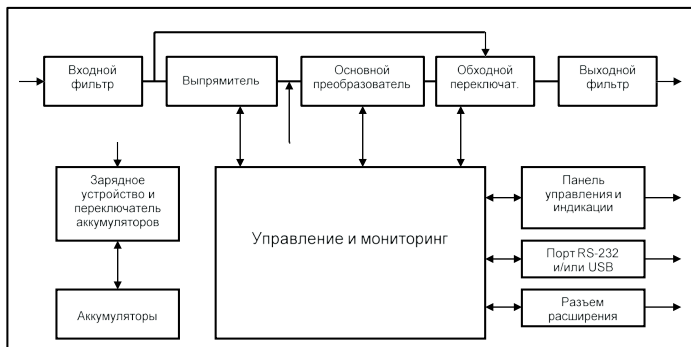 Входной
фильтр
Выпрямитель
Основной
преобразователь
Обходной
переключат.
Выходной
фильтр
Зарядное
устройство и
переключатель
аккумуляторов
Управление и мониторинг
Панель
управления и
индикации
Порт RS-232
и/или USB
Разъем
расширения
Аккумуляторы